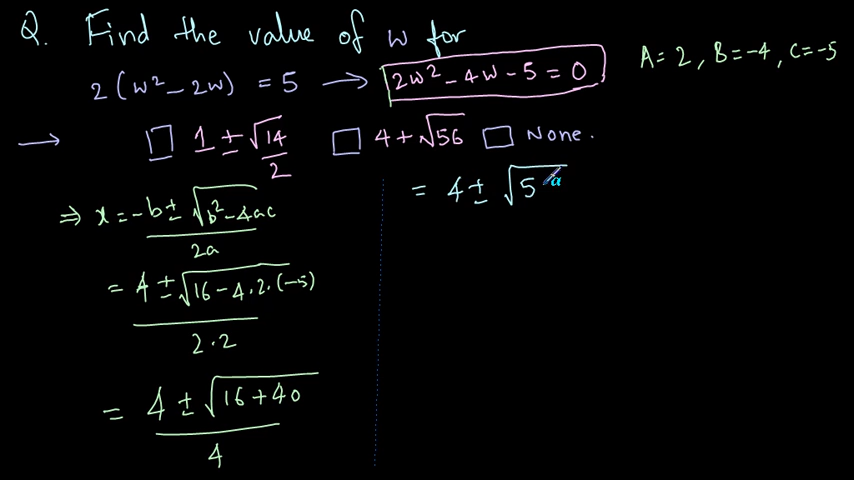 Q. Find the value of w for
2 (w² – 2w) = 5 → 2w² – 4w – 5 = 0
A = 2, B = –4, C = –5
→ □ 1 ± √14/2 □ 4 + √56 □ None.
⇒ x = –b ± √(b² – 4ac) / 2a
= 4 ± √(16 – 4·2·(–5)) / 2·2
= 4 ± √(16 + 40) / 4
= 4 ± √5